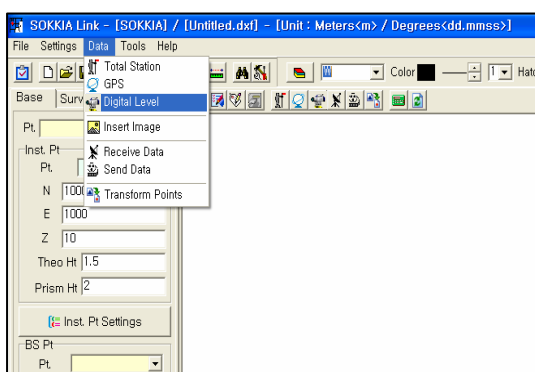 SOKKIA Link - [SOKKIA] / [Untitled.dxf] - [Unit : Meters<m> / Degrees<dd.mmss>]
File Settings Data Tools Help
Total Station
GPS
Digital Level
Insert Image
Receive Data
Send Data
Transform Points
Color
1
Base Surv
Pt.
Inst. Pt
Pt.
N
E 1000
Z 10
Theo Ht 1.5
Prism Ht 2
Inst. Pt Settings
BS Pt
Pt.